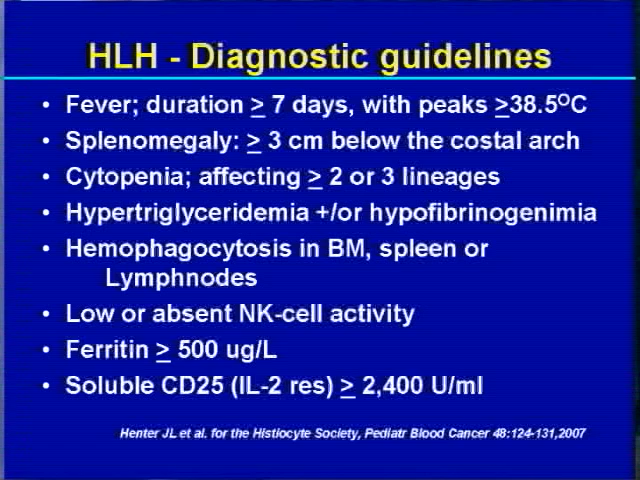 HLH - Diagnostic guidelines
• Fever; duration ≥ 7 days, with peaks ≥38.5ºC
• Splenomegaly: ≥ 3 cm below the costal arch
• Cytopenia; affecting ≥ 2 or 3 lineages
• Hypertriglyceridemia +/or hypofibrinogenimia
• Hemophagocytosis in BM, spleen or
Lymphnodes
• Low or absent NK-cell activity
• Ferritin ≥ 500 ug/L
• Soluble CD25 (IL-2 res) ≥ 2,400 U/ml
Henter JL et al. for the Histiocyte Society, Pediatr Blood Cancer 48:124-131,2007